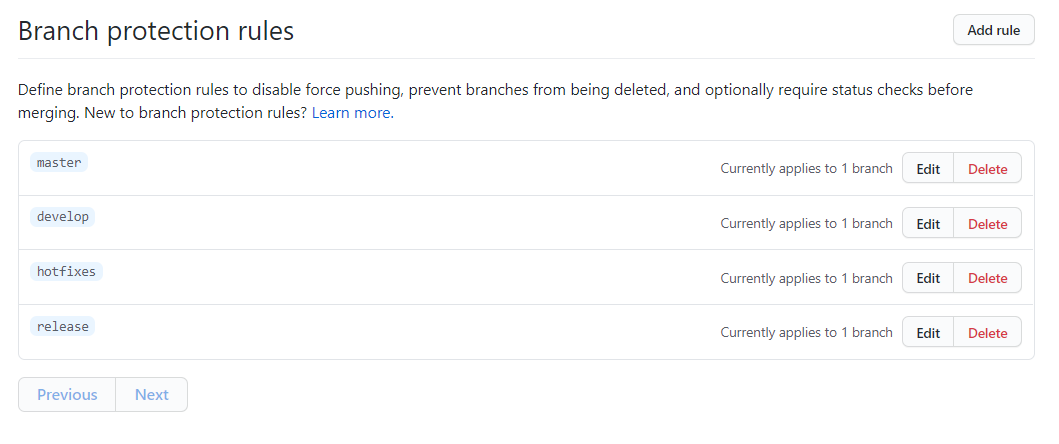 Branch protection rules
Add rule
Define branch protection rules to disable force pushing, prevent branches from being deleted, and optionally require status checks before
merging. New to branch protection rules? Learn more.
master Currently applies to 1 branch Edit Delete
develop Currently applies to 1 branch Edit Delete
hotfixes Currently applies to 1 branch Edit Delete
release Currently applies to 1 branch Edit Delete
Previous Next